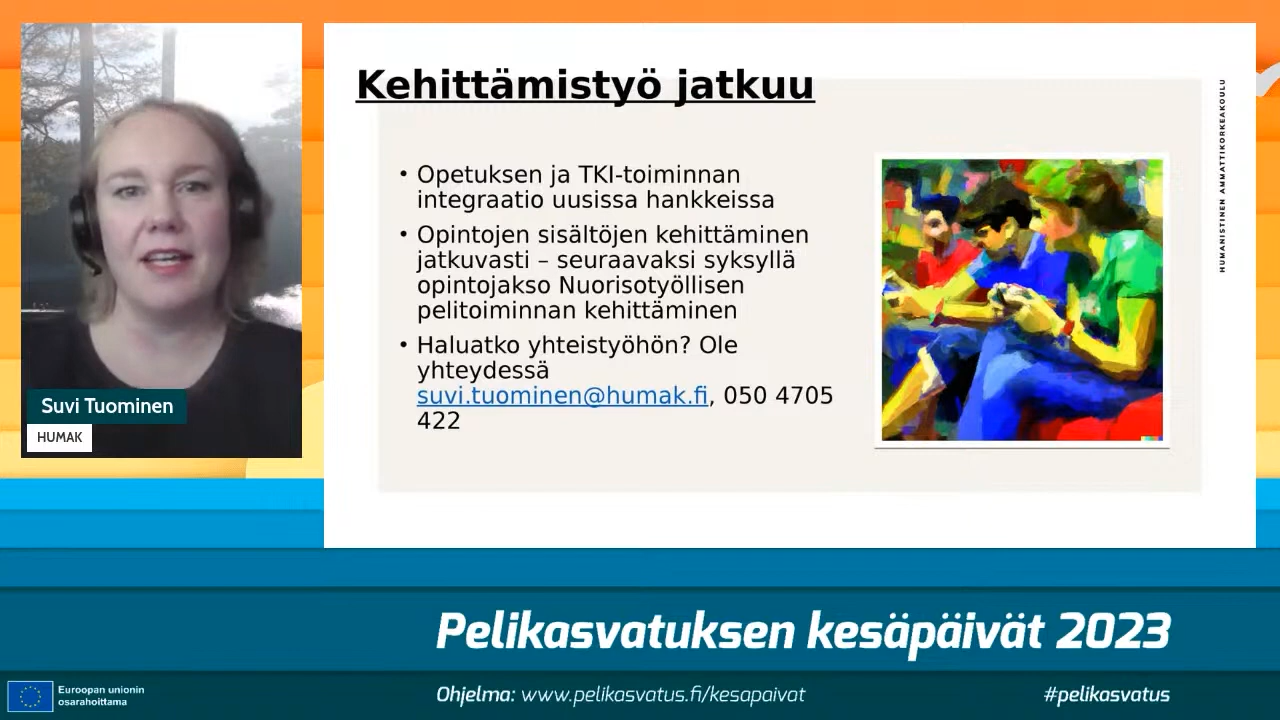 Kehittämistyö jatkuu
• Opetuksen ja TKI-toiminnan
integraatio uusissa hankkeissa
• Opintojen sisältöjen kehittäminen
jatkuvasti – seuraavaksi syksyllä
opintojakso Nuorisotyöllisen
pelitoiminnan kehittäminen
• Haluatko yhteistyöhön? Ole
yhteydessä
suvi.tuominen@humak.fi, 050 4705
422
HUMANISTINEN AMMATTIKORKEAKOULU
Suvi Tuominen
HUMAK
Pelikasvatuksen kesäpäivät 2023
Euroopan unionin
osarahoittama
Ohjelma: www.pelikasvatus.fi/kesapaivat
#pelikasvatus